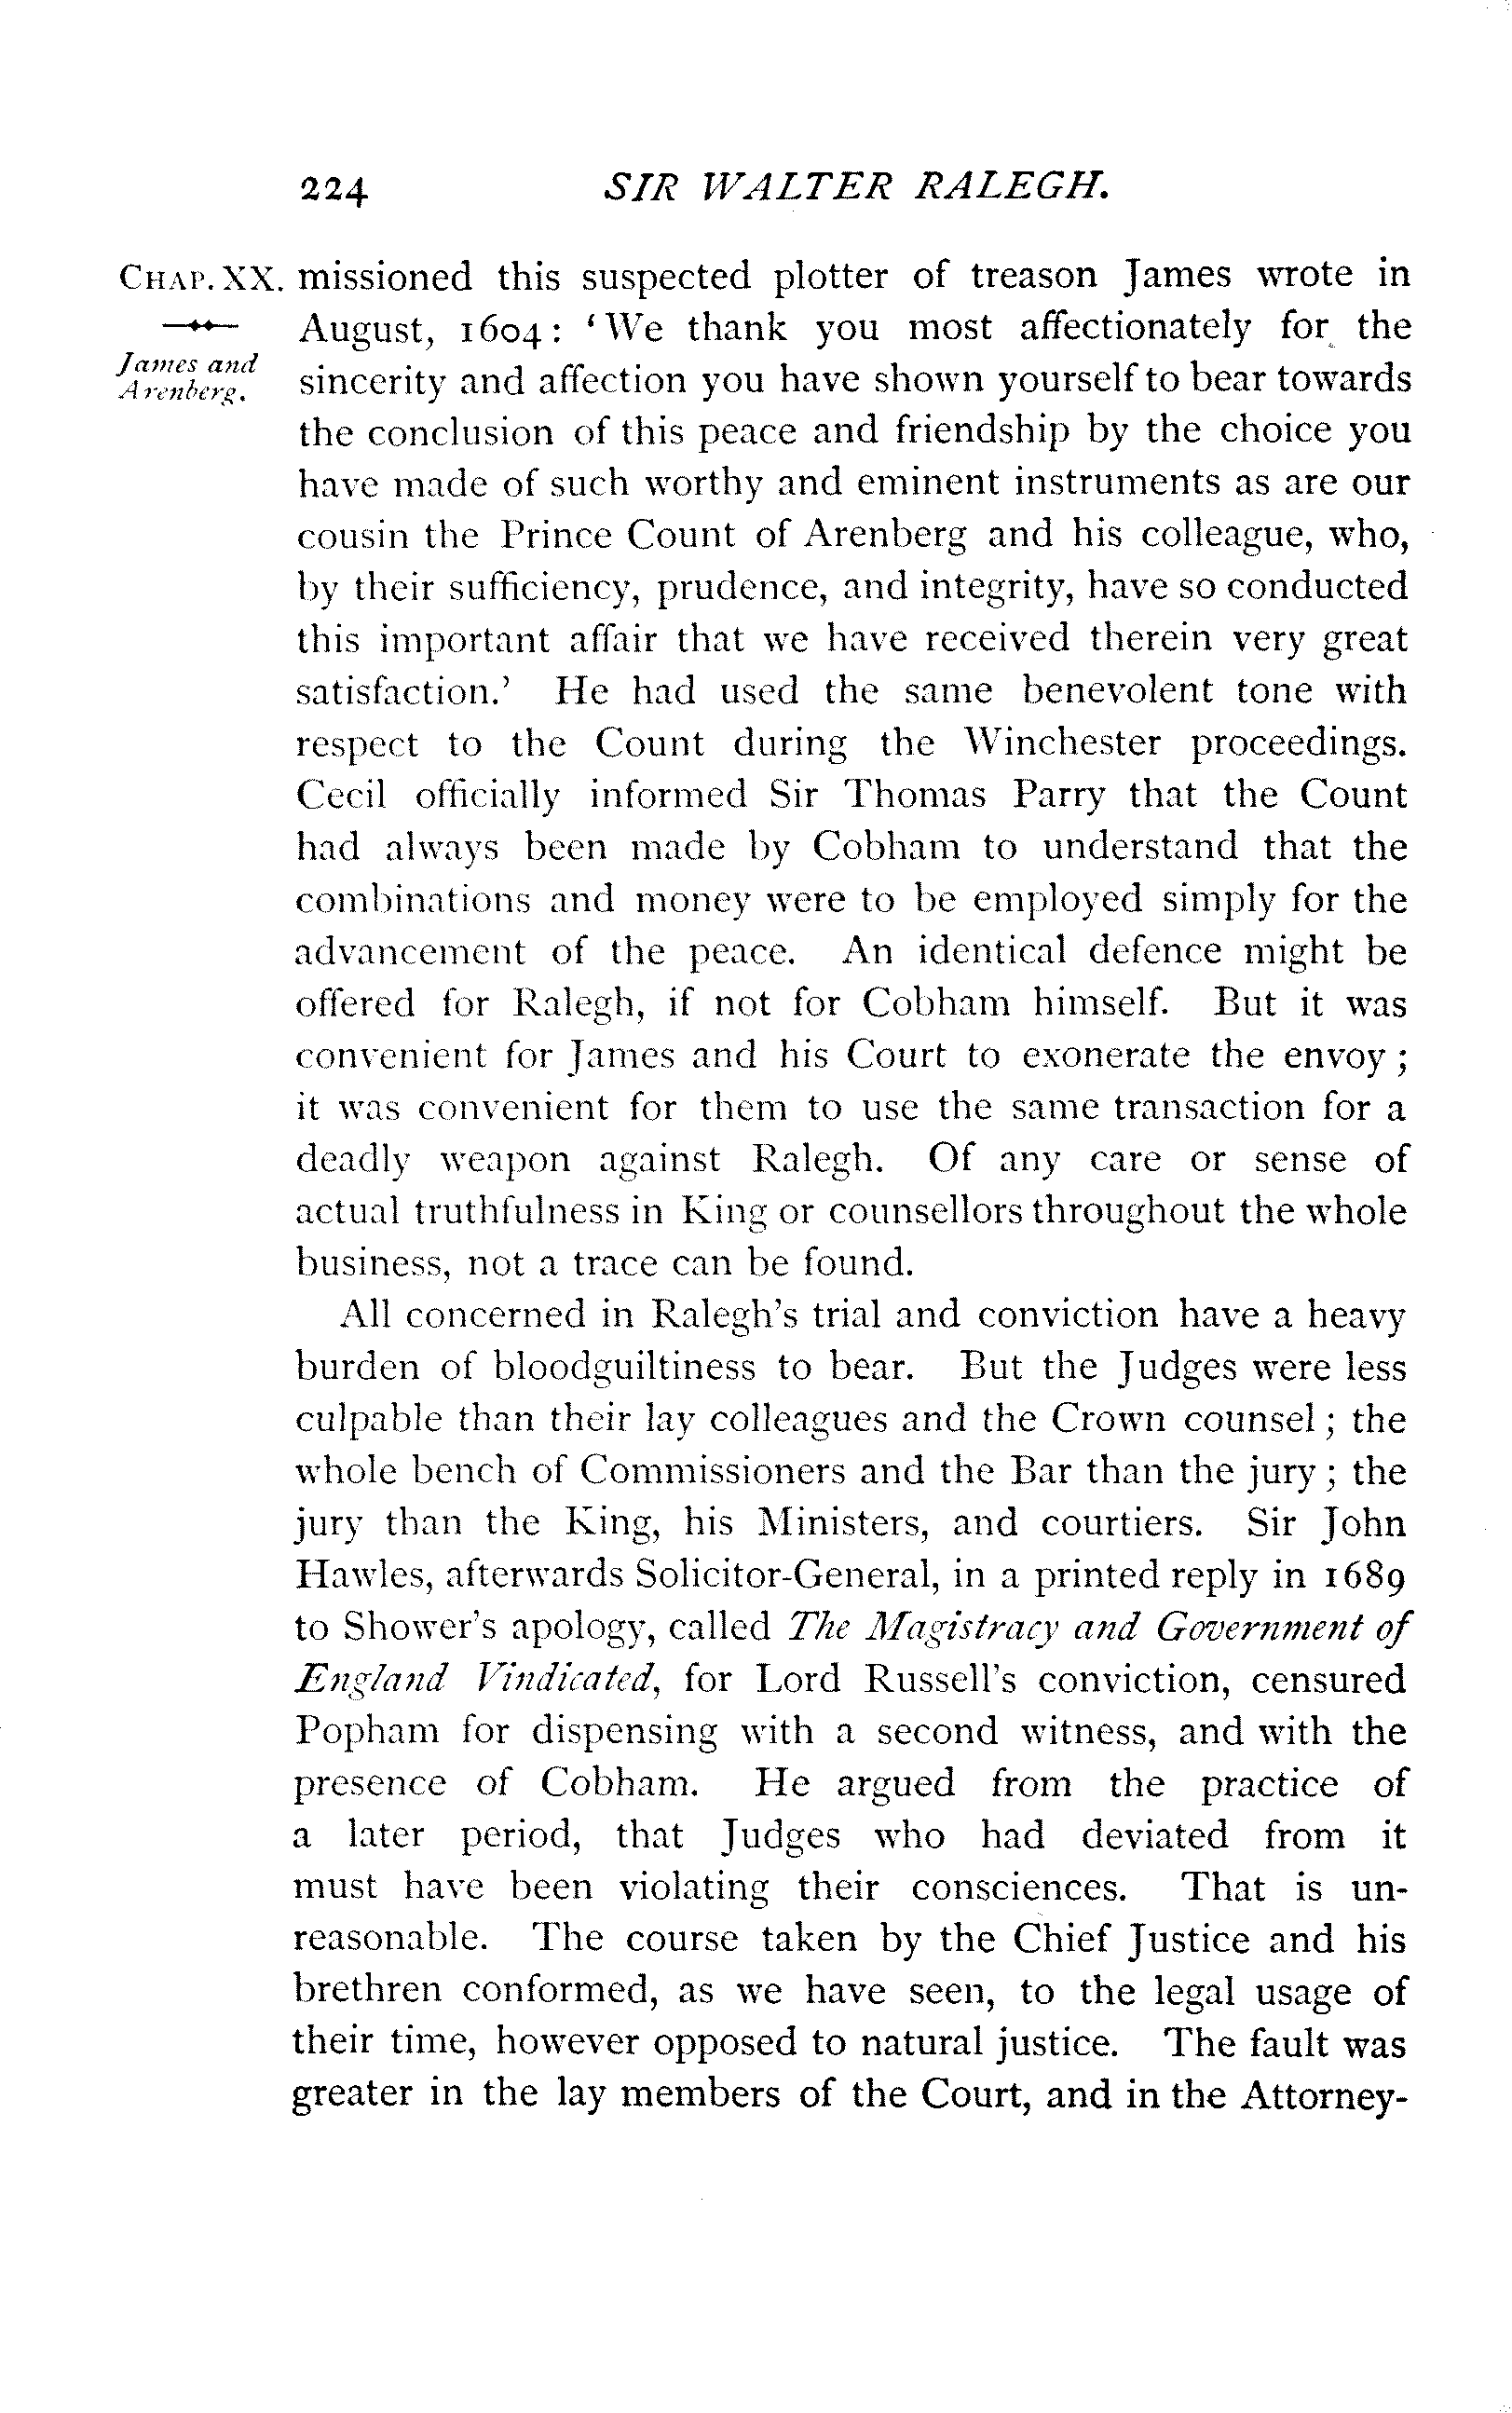 224 SIR WALTER RALEGH.
CHAP. XX. missioned this suspected plotter of treason James wrote in
August, 1604: ‘We thank you most affectionately for the
James and
Arenberg.
sincerity and affection you have shown yourself to bear towards
the conclusion of this peace and friendship by the choice you
have made of such worthy and eminent instruments as are our
cousin the Prince Count of Arenberg and his colleague, who,
by their sufficiency, prudence, and integrity, have so conducted
this important affair that we have received therein very great
satisfaction.’ He had used the same benevolent tone with
respect to the Count during the Winchester proceedings.
Cecil officially informed Sir Thomas Parry that the Count
had always been made by Cobham to understand that the
combinations and money were to be employed simply for the
advancement of the peace. An identical defence might be
offered for Ralegh, if not for Cobham himself. But it was
convenient for James and his Court to exonerate the envoy;
it was convenient for them to use the same transaction for a
deadly weapon against Ralegh. Of any care or sense of
actual truthfulness in King or counsellors throughout the whole
business, not a trace can be found.
All concerned in Ralegh's trial and conviction have a heavy
burden of bloodguiltiness to bear. But the Judges were less
culpable than their lay colleagues and the Crown counsel; the
whole bench of Commissioners and the Bar than the jury; the
jury than the King, his Ministers, and courtiers. Sir John
Hawles, afterwards Solicitor-General, in a printed reply in 1689
to Shower's apology, called The Magistracy and Government of
England Vindicated, for Lord Russell's conviction, censured
Popham for dispensing with a second witness, and with the
presence of Cobham. He argued from the practice of
a later period, that Judges who had deviated from it
must have been violating their consciences. That is un-
reasonable. The course taken by the Chief Justice and his
brethren conformed, as we have seen, to the legal usage of
their time, however opposed to natural justice. The fault was
greater in the lay members of the Court, and in the Attorney-